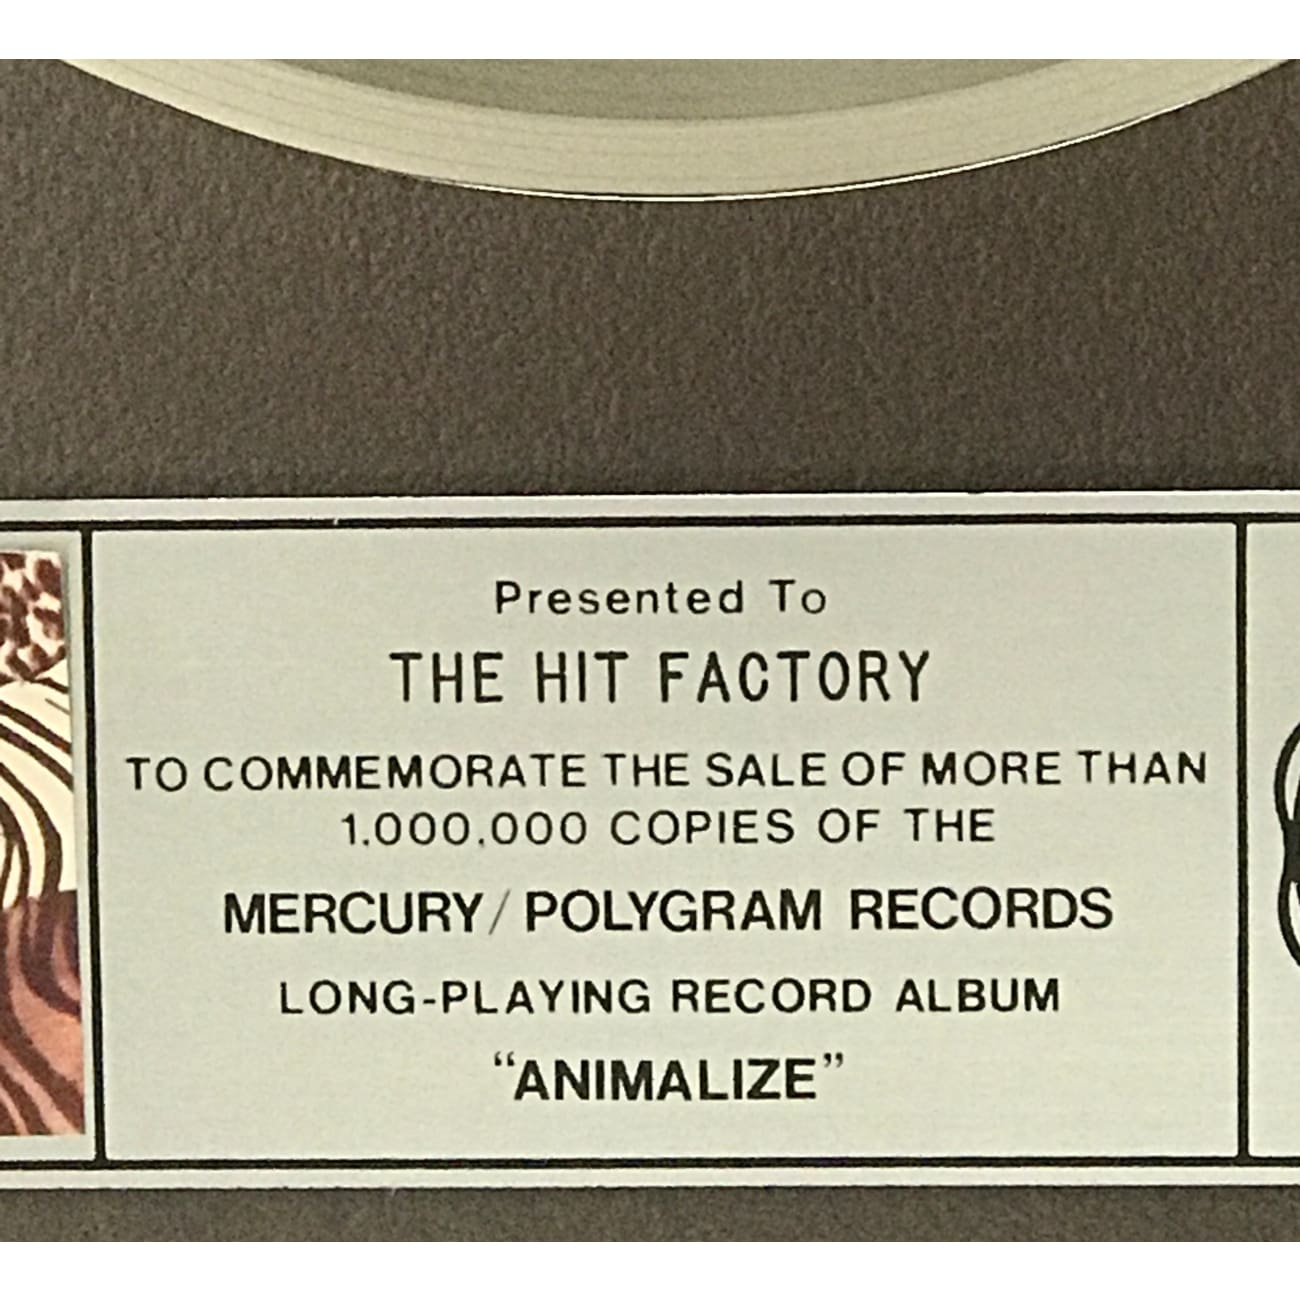 Presented To
THE HIT FACTORY
TO COMMEMORATE THE SALE OF MORE THAN
1.000.000 COPIES OF THE
MERCURY/ POLYGRAM RECORDS
LONG-PLAYING RECORD ALBUM
“ANIMALIZE”